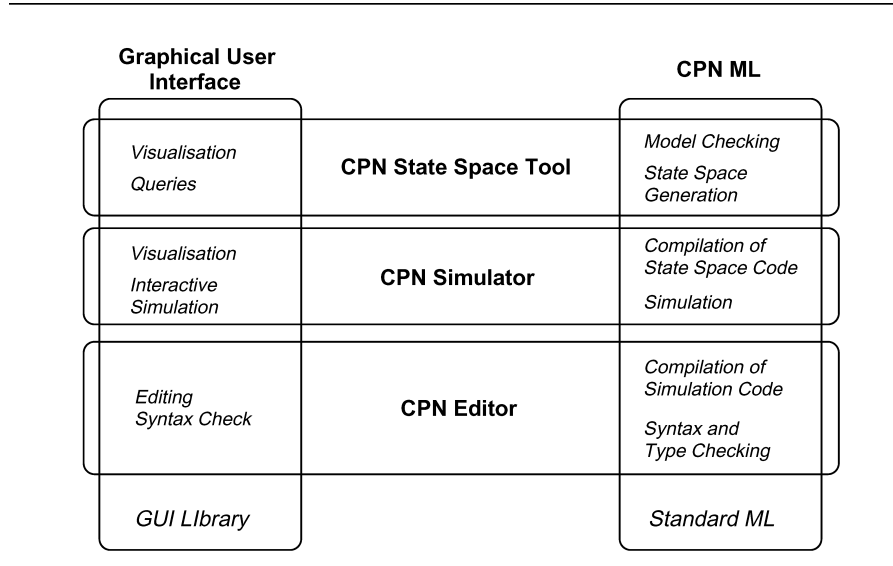 Graphical User
Interface
CPN ML
Visualisation
Queries
CPN State Space Tool
Model Checking
State Space
Generation
Visualisation
Interactive
Simulation
CPN Simulator
Compilation of
State Space Code
Simulation
Editing
Syntax Check
CPN Editor
Compilation of
Simulation Code
Syntax and
Type Checking
GUI LIbrary
Standard ML